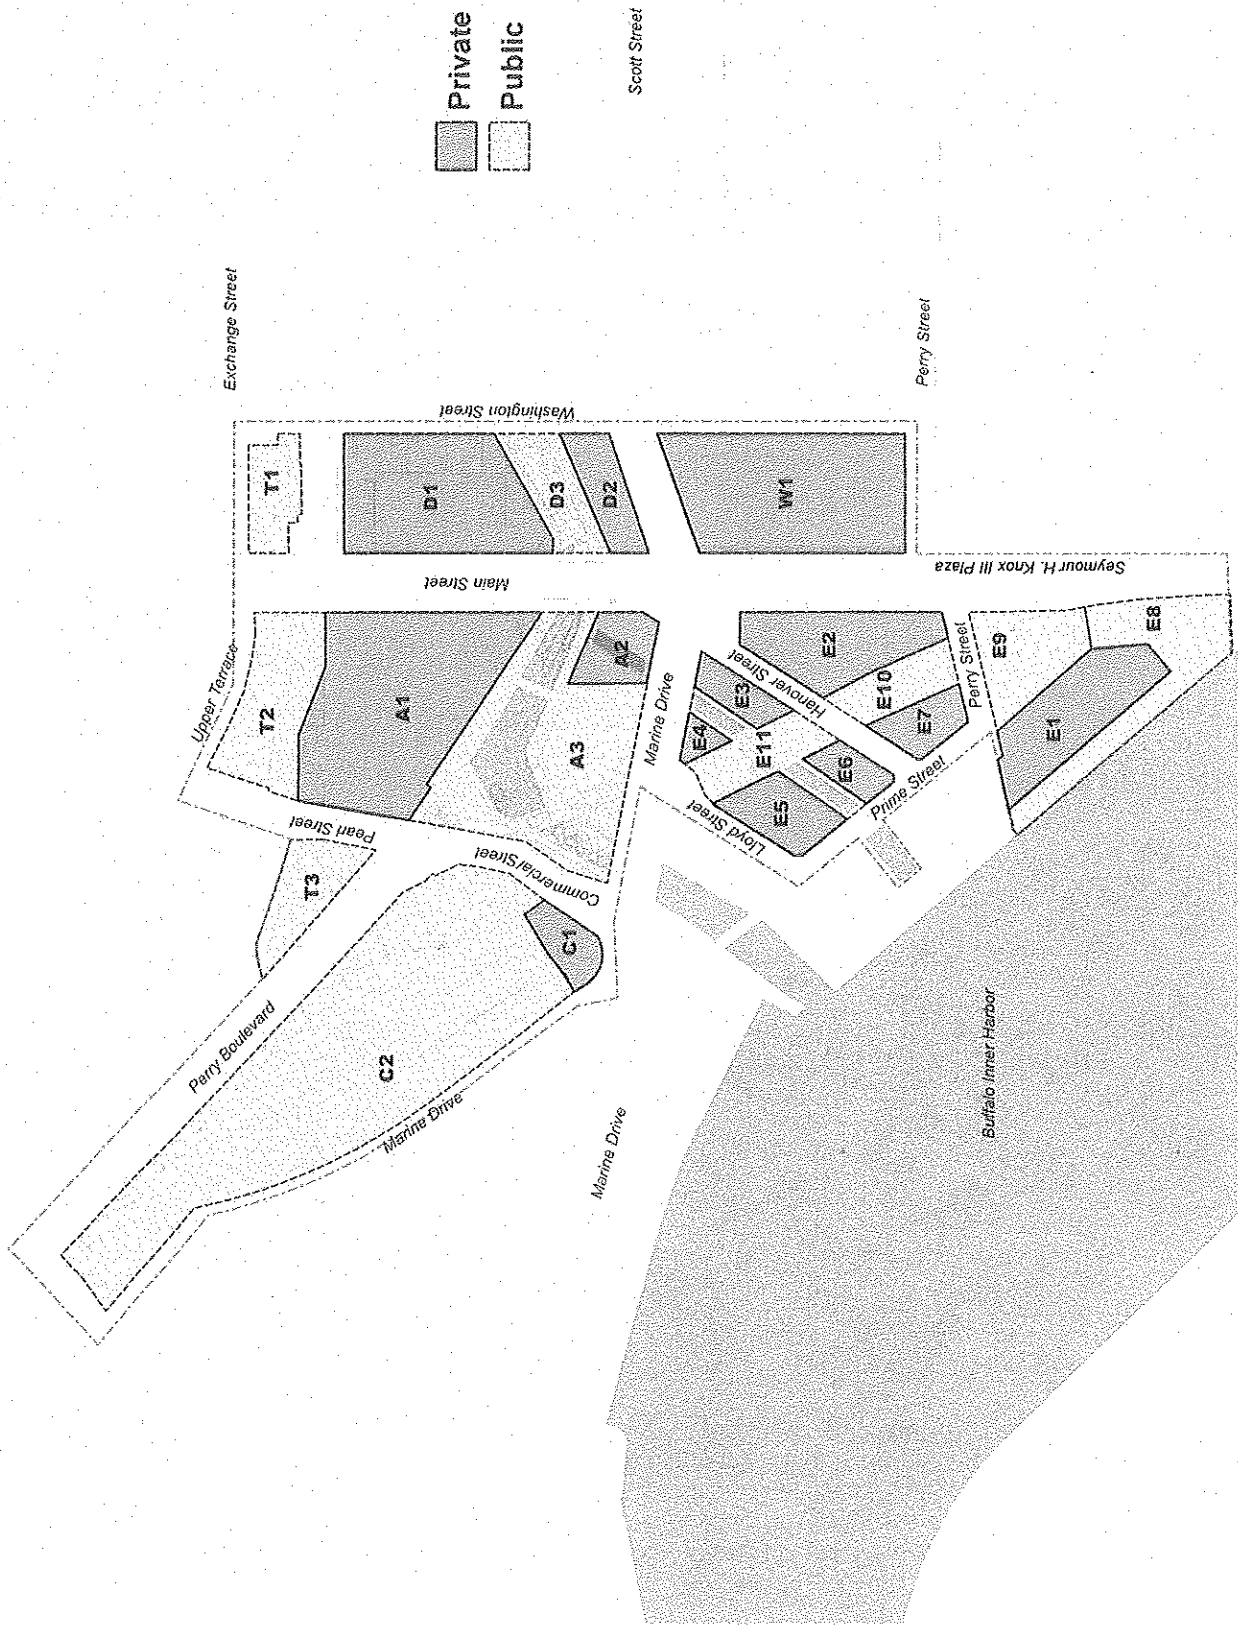 Private
Public
Scott Street
Exchange Street
Perry Street
Washington Street
T1
D1
D3
D2
W1
Main Street
Seymour H. Knox III Plaza
Upper Terrace
T2
A1
A2
A3
Pearl Street
T3
Commercial Street
C1
C2
Perry Boulevard
Marine Drive
Marine Drive
Marine Drive
Hanover Street
E2
E3
E4
E11
E10
E7
E6
E5
Lloyd Street
Prime Street
Perry Street
E9
E8
E1
Buffalo Inner Harbor